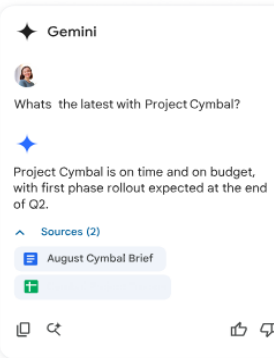 Gemini
Whats the latest with Project Cymbal?
Project Cymbal is on time and on budget,
with first phase rollout expected at the end
of Q2.
Sources (2)
August Cymbal Brief